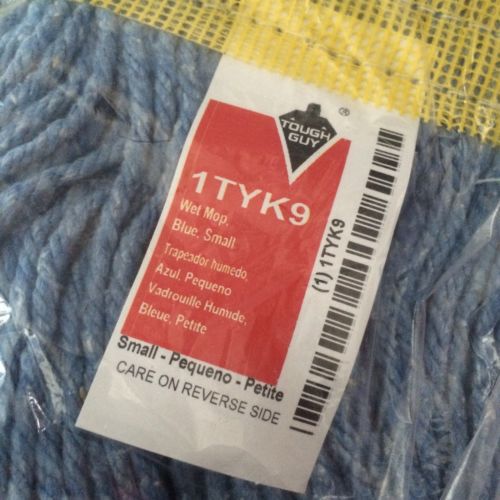 TOUGH
GUY
®
1TYK9
Wet Mop,
Blue, Small
Trapeador humedo,
Azul, Pequeno
Vadrouille Humide,
Bleue, Petite
Small - Pequeno - Petite
CARE ON REVERSE SIDE
(1) 1TYK9